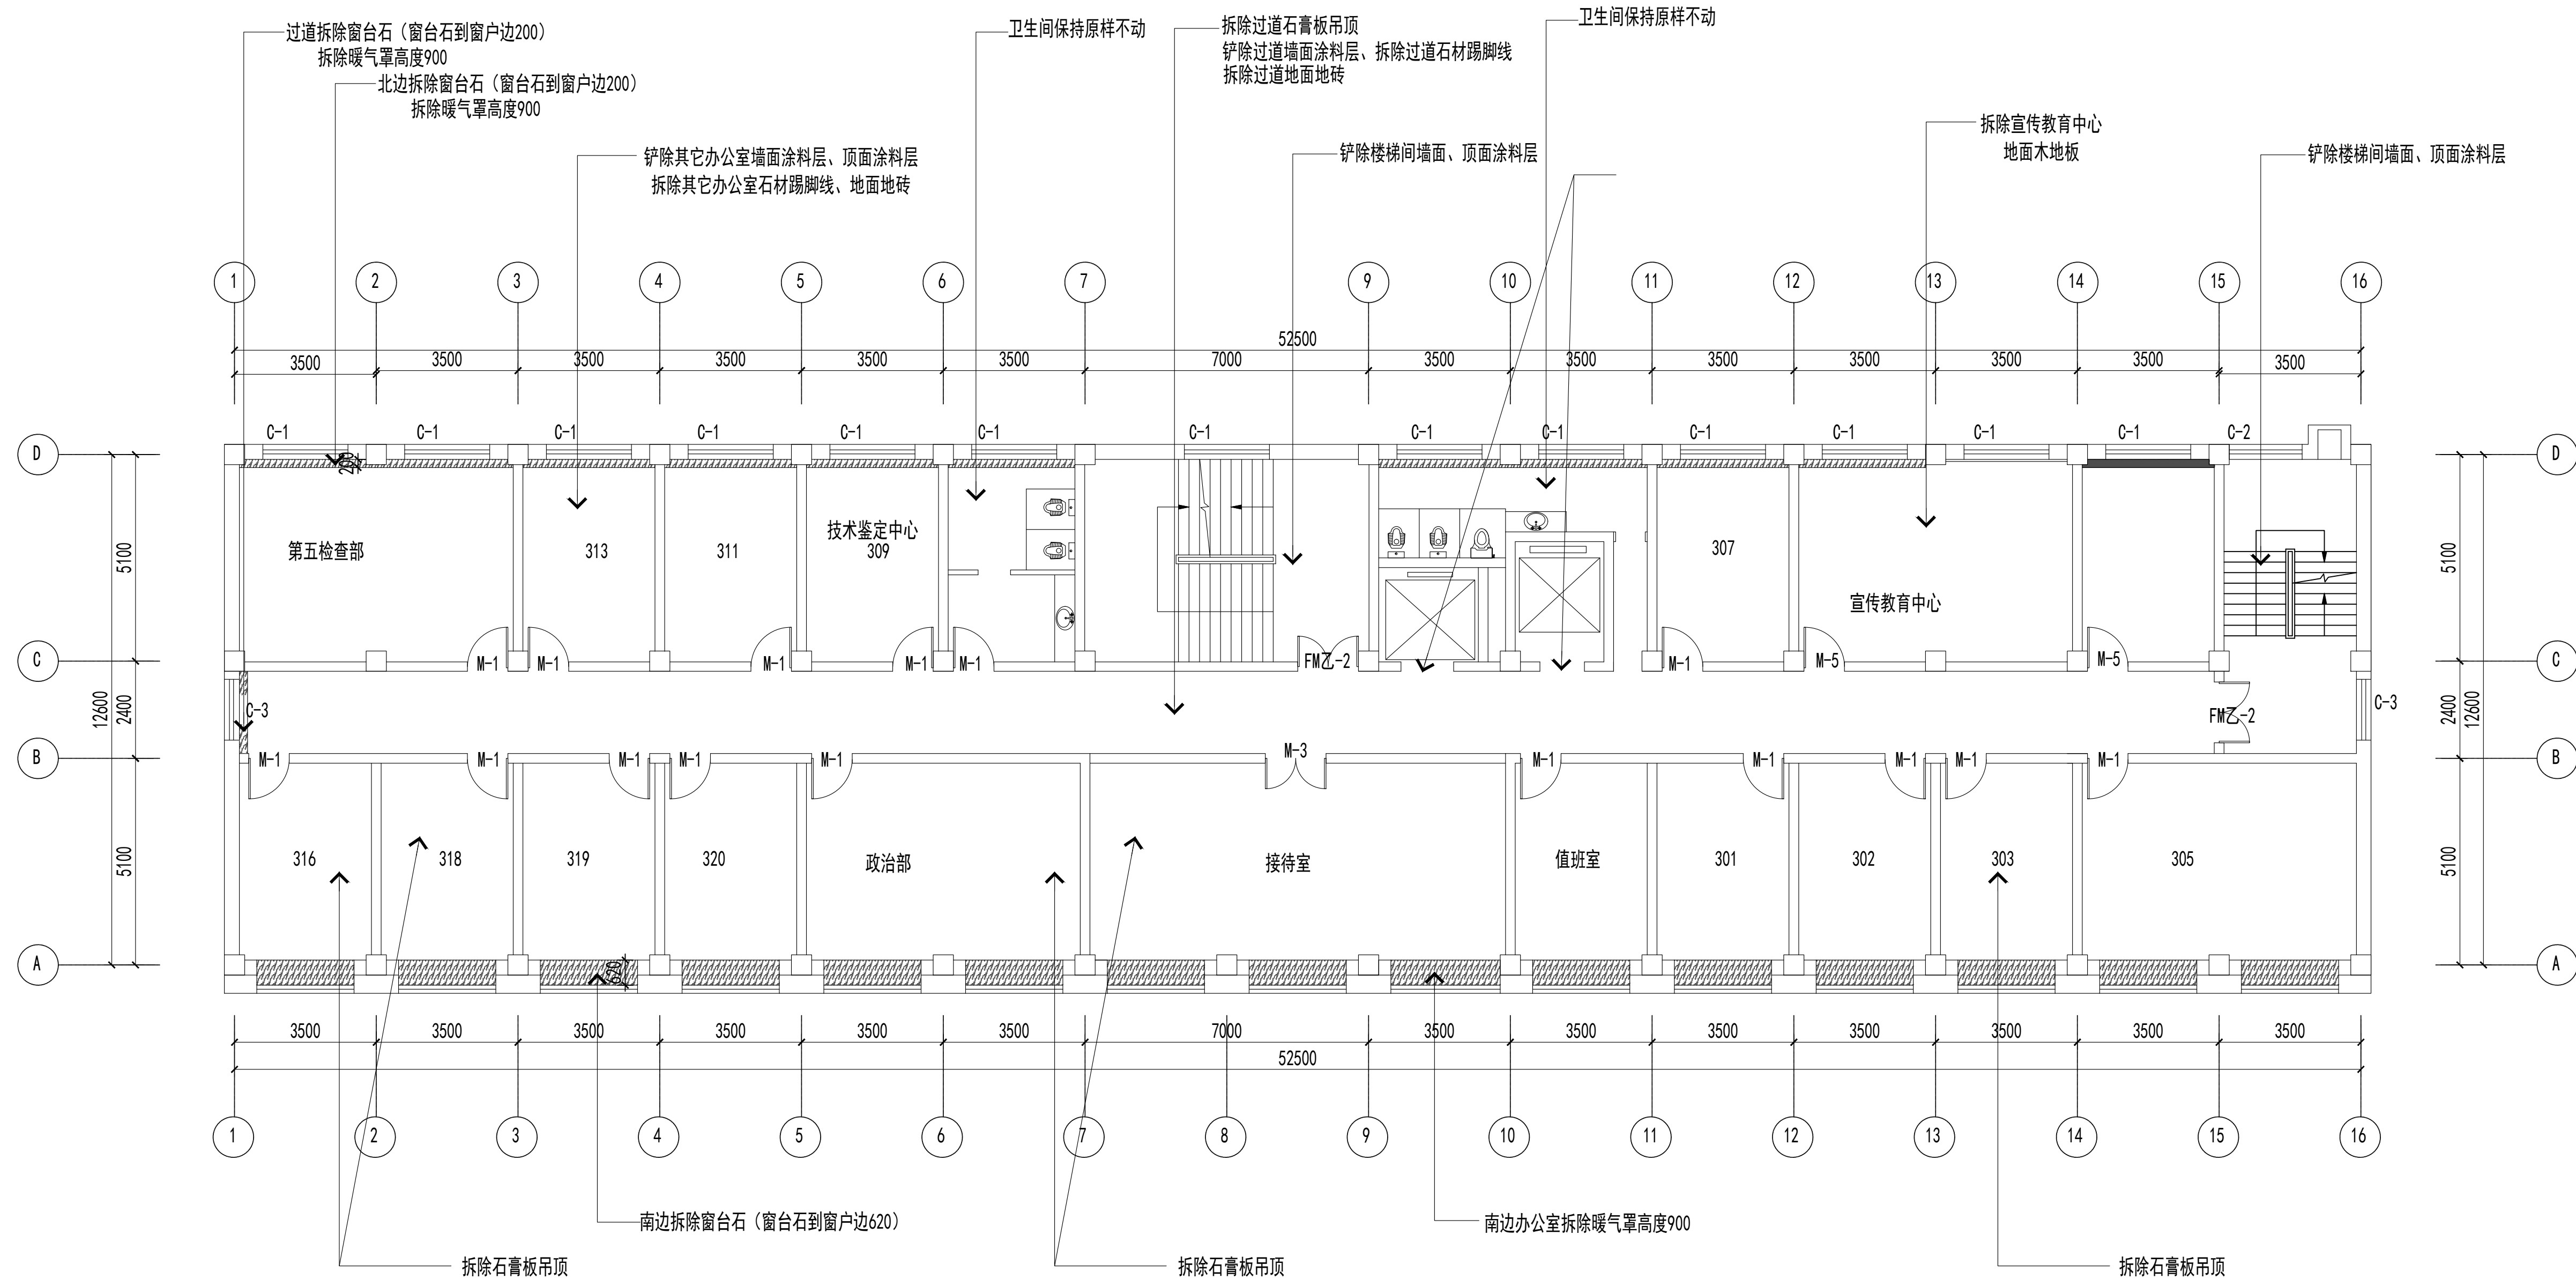 过道拆除窗台石（窗台石到窗户边200）
拆除暖气罩高度900
北边拆除窗台石（窗台石到窗户边200）
拆除暖气罩高度900
铲除其它办公室墙面涂料层、顶面涂料层
拆除其它办公室石材踢脚线、地面地砖
卫生间保持原样不动
拆除过道石膏板吊顶
铲除过道墙面涂料层、拆除过道石材踢脚线
拆除过道地面地砖
铲除楼梯间墙面、顶面涂料层
卫生间保持原样不动
拆除宣传教育中心
地面木地板
铲除楼梯间墙面、顶面涂料层
1 2 3 4 5 6 7 9 10 11 12 13 14 15 16
52500
3500 3500 3500 3500 3500 3500 7000 3500 3500 3500 3500 3500 3500 3500
C-1 C-1 C-1 C-1 C-1 C-1 C-1 C-1 C-1 C-1 C-1 C-1 C-1 C-2
D D
200
5100 5100
第五检查部 313 311 技术鉴定中心 307
309
宣传教育中心
C C
M-1 M-1 M-1 M-1 M-1 FM乙-2 M-1 M-5 M-5
12600 2400 2400 12600
C-3 FM乙-2 C-3
B B
M-1 M-1 M-1 M-1 M-1 M-3 M-1 M-1 M-1 M-1 M-1
5100 5100
316 318 319 320 政治部 接待室 值班室 301 302 303 305
A A
620
3500 3500 3500 3500 3500 3500 7000 3500 3500 3500 3500 3500 3500 3500
52500
1 2 3 4 5 6 7 8 9 10 11 12 13 14 15 16
南边拆除窗台石（窗台石到窗户边620）
南边办公室拆除暖气罩高度900
拆除石膏板吊顶
拆除石膏板吊顶
拆除石膏板吊顶